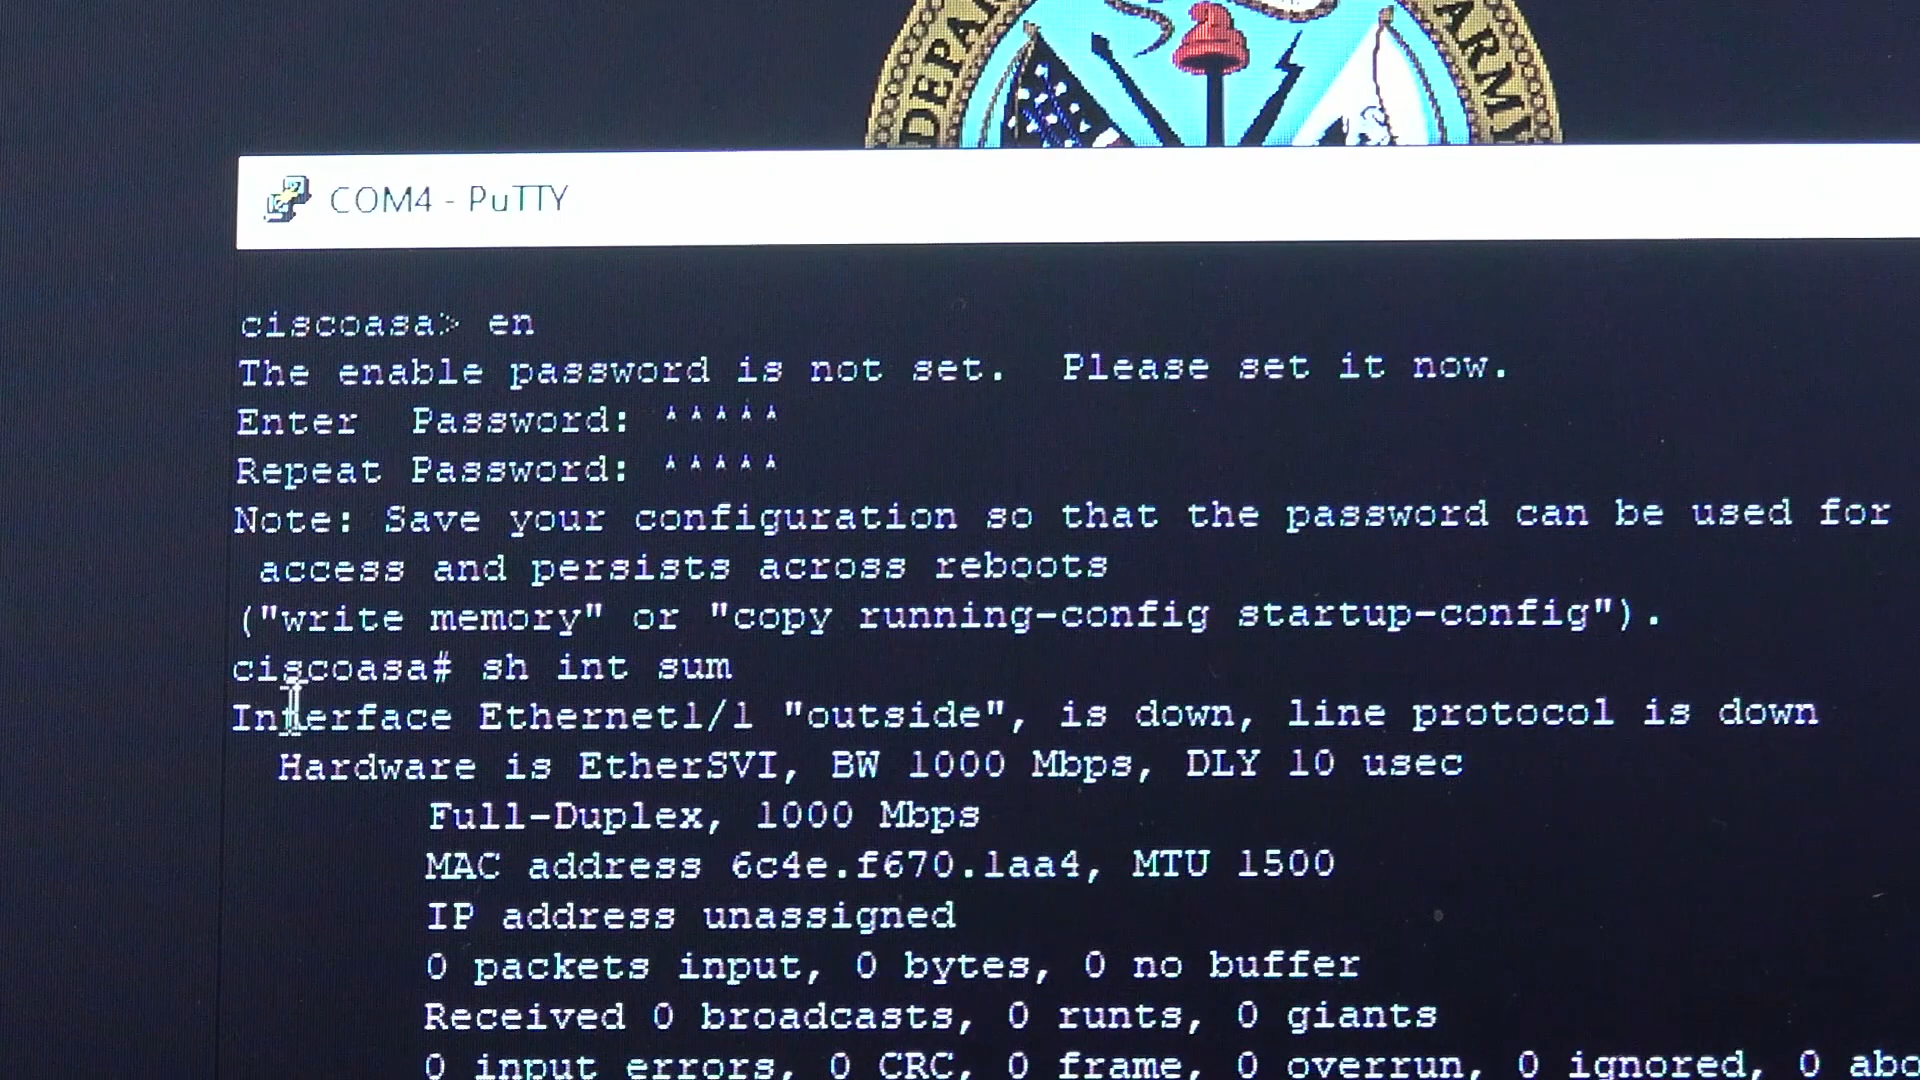 DEPAR
ARMY
COM4 - PuTTY
ciscoasa> en
The enable password is not set.  Please set it now.
Enter  Password: *****
Repeat Password: *****
Note: Save your configuration so that the password can be used for
access and persists across reboots
("write memory" or "copy running-config startup-config").
ciscoasa# sh int sum
Interface Ethernet1/1 "outside", is down, line protocol is down
Hardware is EtherSVI, BW 1000 Mbps, DLY 10 usec
Full-Duplex, 1000 Mbps
MAC address 6c4e.f670.1aa4, MTU 1500
IP address unassigned
0 packets input, 0 bytes, 0 no buffer
Received 0 broadcasts, 0 runts, 0 giants
0 input errors, 0 CRC, 0 frame, 0 overrun, 0 ignored, 0 abo